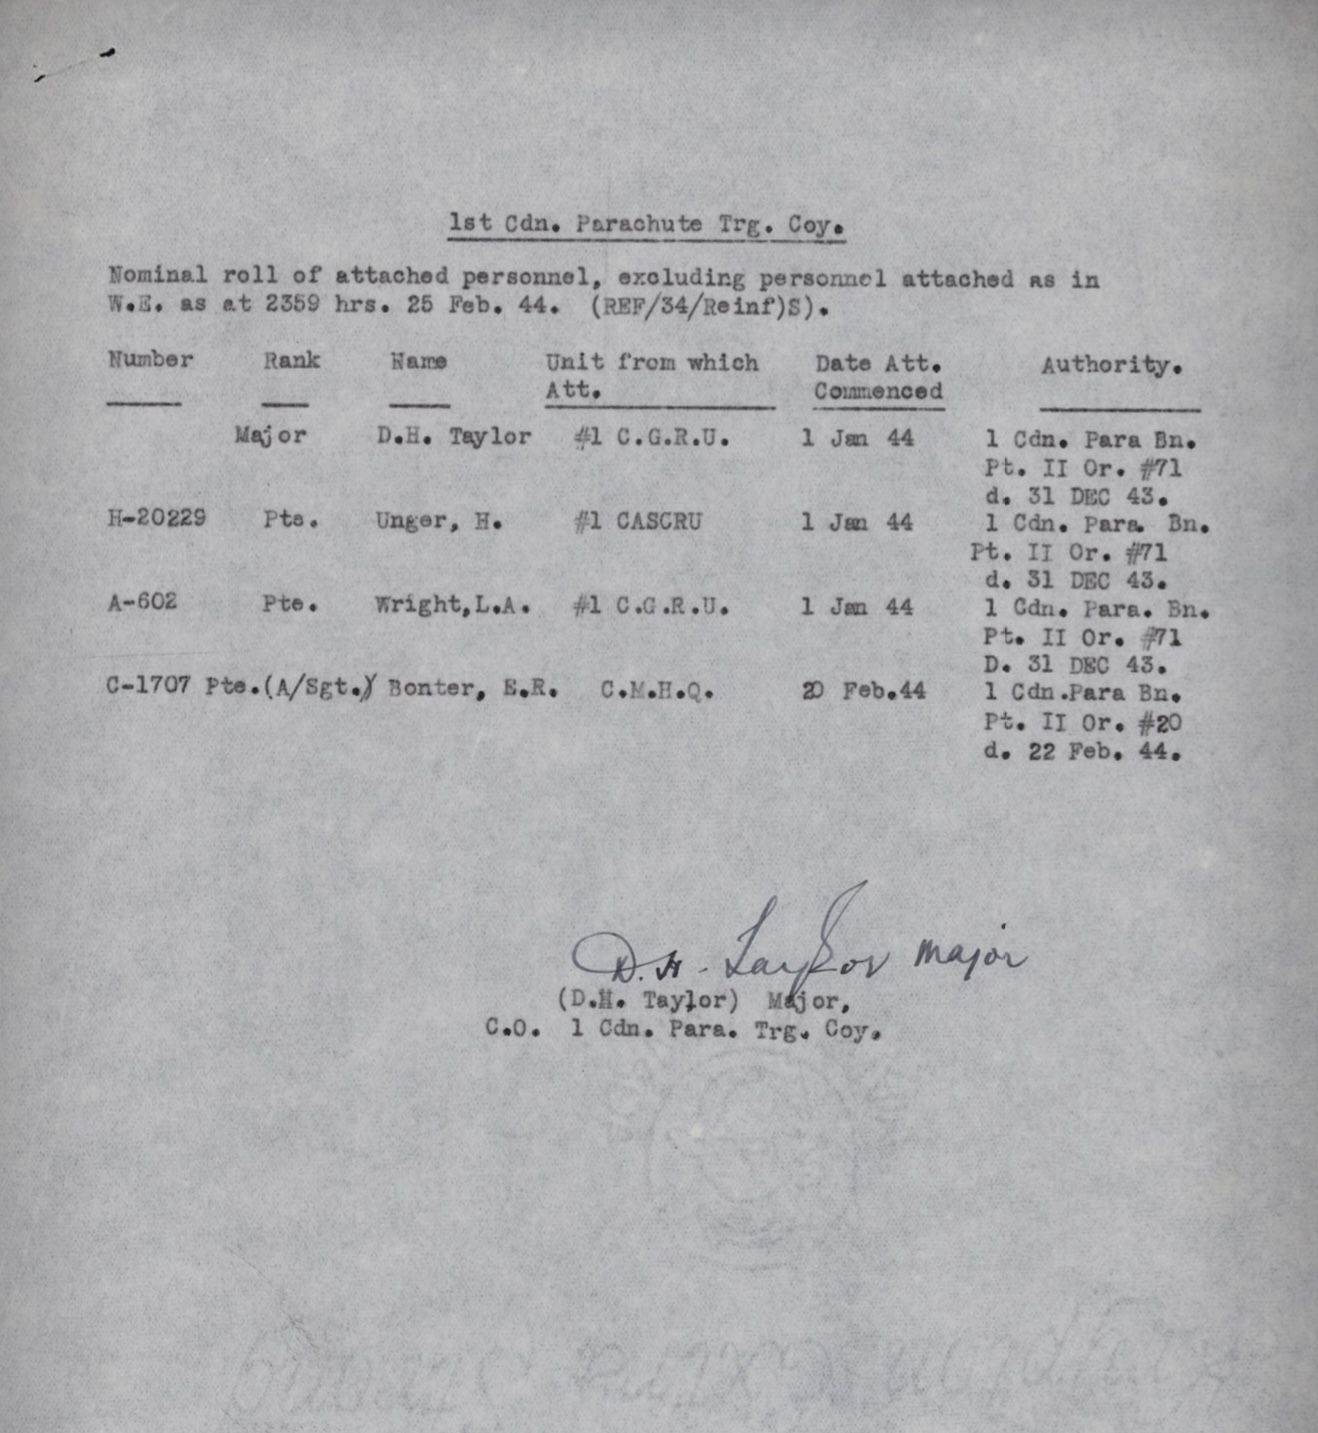 1st Cdn. Parachute Trg. Coy.
Nominal roll of attached personnel, excluding personnel attached as in
W.E. as at 2359 hrs. 25 Feb. 44. (REF/34/Reinf)S).
Number Rank Name Unit from which Date Att. Authority.
Att. Commenced
Major D.H. Taylor #1 C.G.R.U. 1 Jan 44 1 Cdn. Para Bn.
Pt. II Or. #71
d. 31 DEC 43.
H-20229 Pte. Unger, H. #1 CASCRU 1 Jan 44 1 Cdn. Para. Bn.
Pt. II Or. #71
d. 31 DEC 43.
A-602 Pte. Wright,L.A. #1 C.G.R.U. 1 Jan 44 1 Cdn. Para. Bn.
Pt. II Or. #71
D. 31 DEC 43.
C-1707 Pte.(A/Sgt.) Bonter, E.R. C.M.H.Q. 20 Feb.44 1 Cdn.Para Bn.
Pt. II Or. #20
d. 22 Feb. 44.
D.H. Taylor Major
(D.H. Taylor) Major,
C.O. 1 Cdn. Para. Trg. Coy.